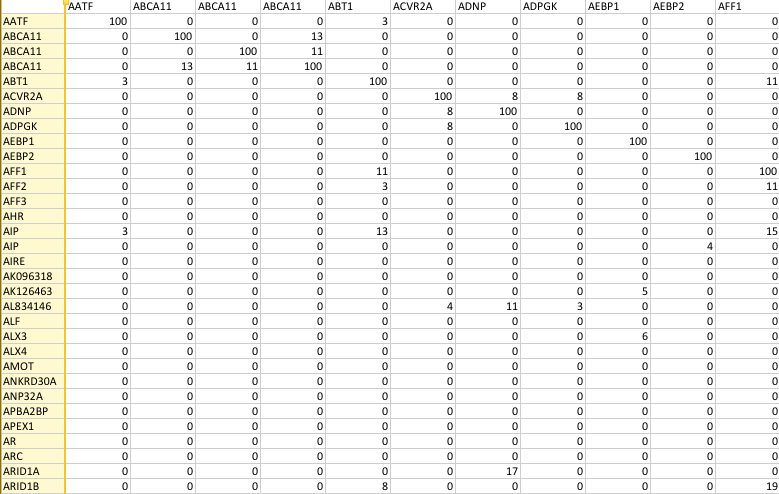 AATF ABCA11 ABCA11 ABCA11 ABT1 ACVR2A ADNP ADPGK AEBP1 AEBP2 AFF1
AATF 100 0 0 0 3 0 0 0 0 0 0
ABCA11 0 100 0 13 0 0 0 0 0 0 0
ABCA11 0 0 100 11 0 0 0 0 0 0 0
ABCA11 0 13 11 100 0 0 0 0 0 0 0
ABT1 3 0 0 0 100 0 0 0 0 0 11
ACVR2A 0 0 0 0 0 100 8 8 0 0 0
ADNP 0 0 0 0 0 8 100 0 0 0 0
ADPGK 0 0 0 0 0 8 0 100 0 0 0
AEBP1 0 0 0 0 0 0 0 0 100 0 0
AEBP2 0 0 0 0 0 0 0 0 0 100 0
AFF1 0 0 0 0 11 0 0 0 0 0 100
AFF2 0 0 0 0 3 0 0 0 0 0 11
AFF3 0 0 0 0 0 0 0 0 0 0 0
AHR 0 0 0 0 0 0 0 0 0 0 0
AIP 3 0 0 0 13 0 0 0 0 0 15
AIP 0 0 0 0 0 0 0 0 0 4 0
AIRE 0 0 0 0 0 0 0 0 0 0 0
AK096318 0 0 0 0 0 0 0 0 0 0 0
AK126463 0 0 0 0 0 0 0 0 5 0 0
AL834146 0 0 0 0 0 4 11 3 0 0 0
ALF 0 0 0 0 0 0 0 0 0 0 0
ALX3 0 0 0 0 0 0 0 0 6 0 0
ALX4 0 0 0 0 0 0 0 0 0 0 0
AMOT 0 0 0 0 0 0 0 0 0 0 0
ANKRD30A 0 0 0 0 0 0 0 0 0 0 0
ANP32A 0 0 0 0 0 0 0 0 0 0 0
APBA2BP 0 0 0 0 0 0 0 0 0 0 0
APEX1 0 0 0 0 0 0 0 0 0 0 0
AR 0 0 0 0 0 0 0 0 0 0 0
ARC 0 0 0 0 0 0 0 0 0 0 0
ARID1A 0 0 0 0 0 0 17 0 0 0 0
ARID1B 0 0 0 0 8 0 0 0 0 0 19